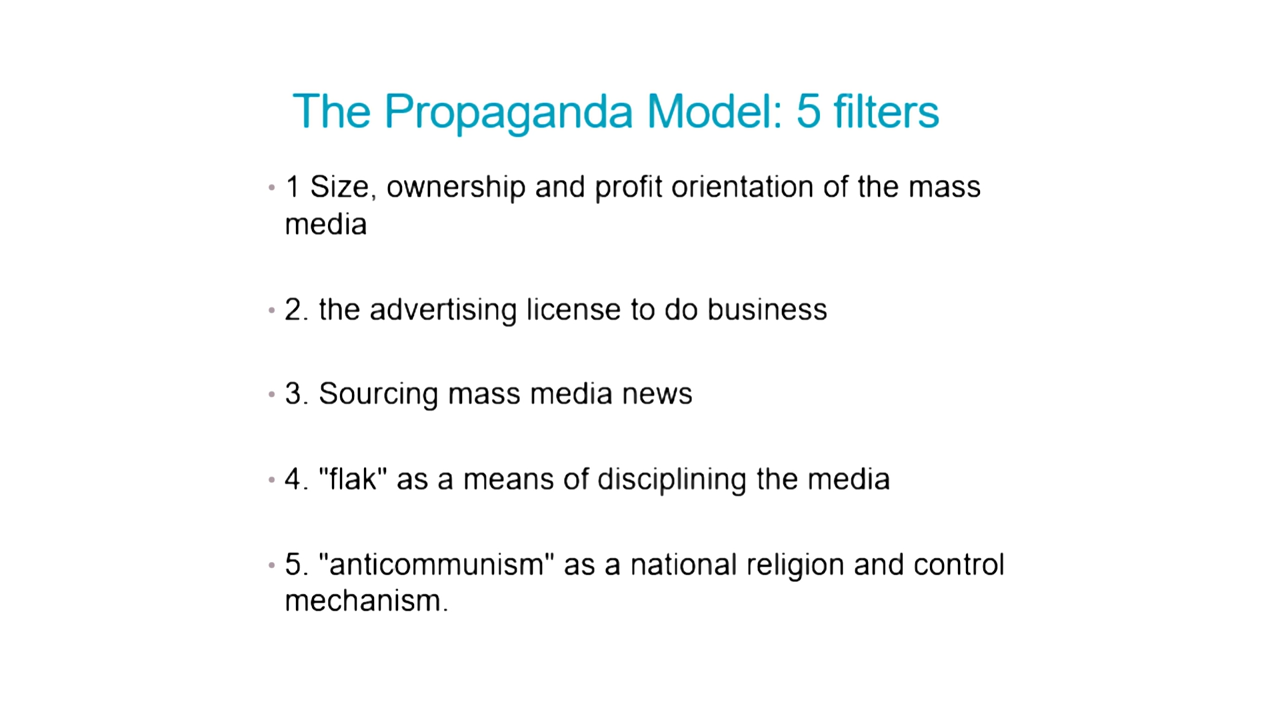 The Propaganda Model: 5 filters
• 1 Size, ownership and profit orientation of the mass
media
• 2. the advertising license to do business
• 3. Sourcing mass media news
• 4. "flak" as a means of disciplining the media
• 5. "anticommunism" as a national religion and control
mechanism.